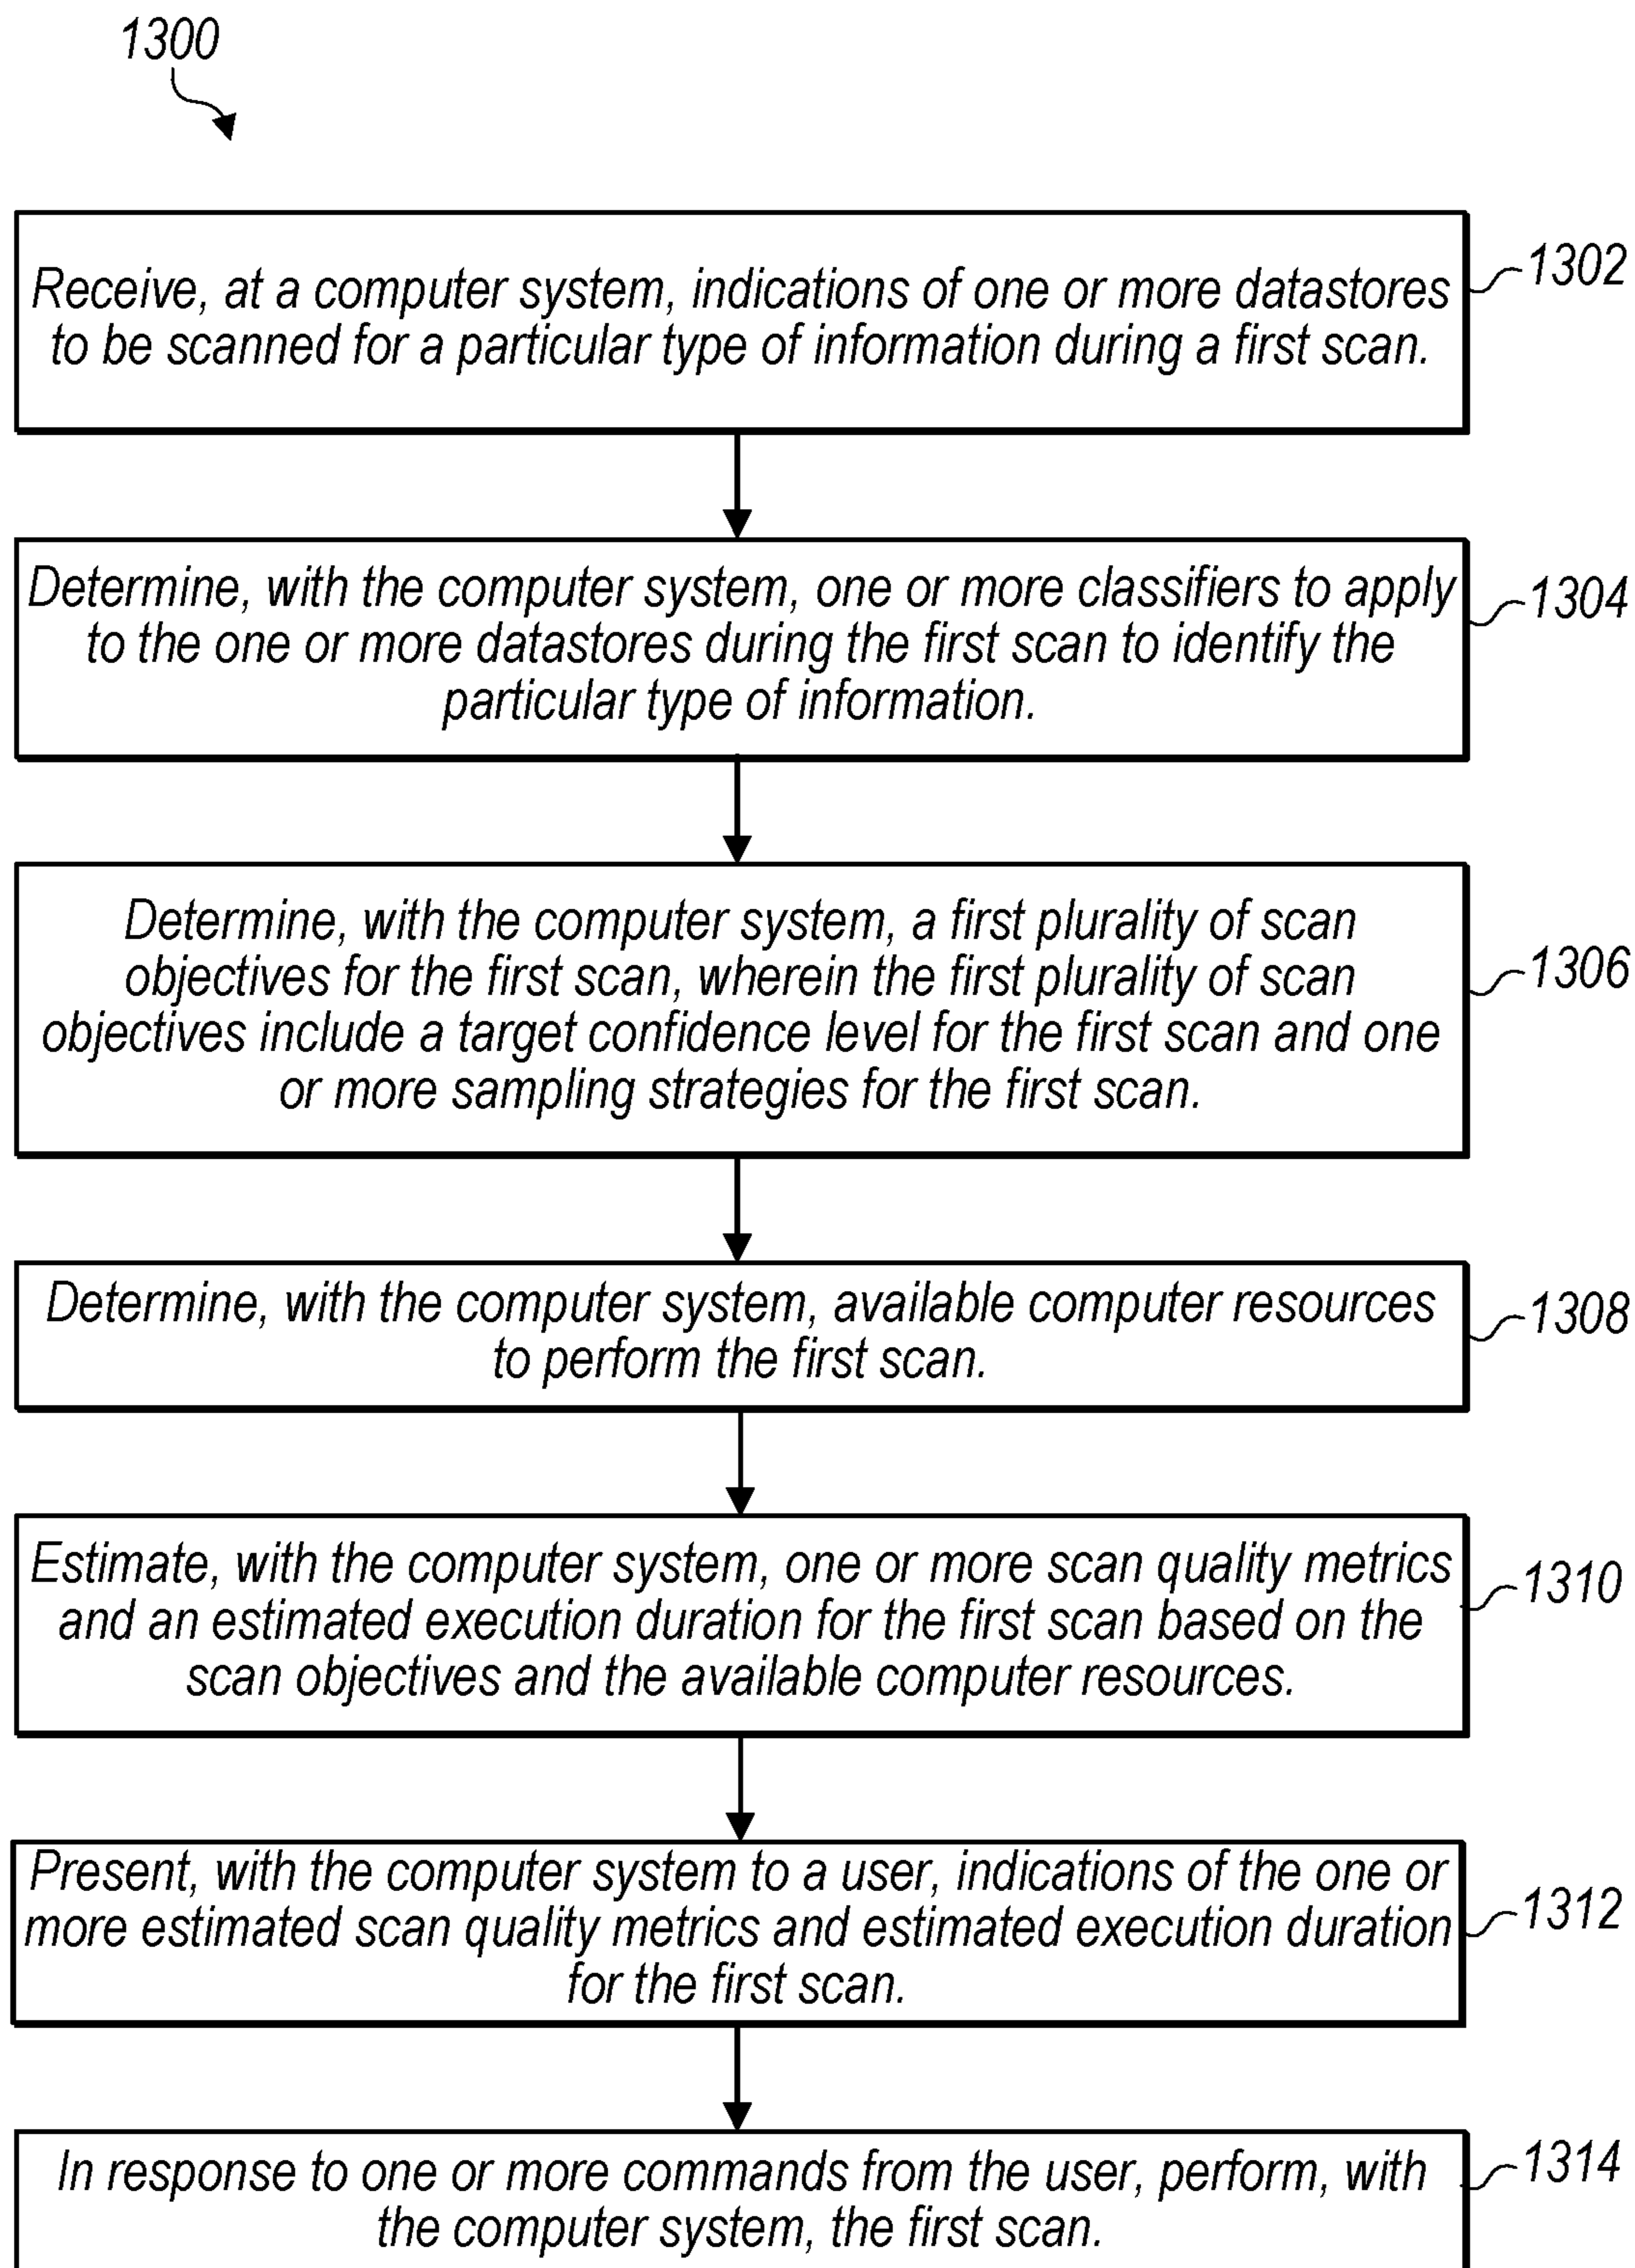 1300
Receive, at a computer system, indications of one or more datastores
to be scanned for a particular type of information during a first scan.
1302
Determine, with the computer system, one or more classifiers to apply
to the one or more datastores during the first scan to identify the
particular type of information.
1304
Determine, with the computer system, a first plurality of scan
objectives for the first scan, wherein the first plurality of scan
objectives include a target confidence level for the first scan and one
or more sampling strategies for the first scan.
1306
Determine, with the computer system, available computer resources
to perform the first scan.
1308
Estimate, with the computer system, one or more scan quality metrics
and an estimated execution duration for the first scan based on the
scan objectives and the available computer resources.
1310
Present, with the computer system to a user, indications of the one or
more estimated scan quality metrics and estimated execution duration
for the first scan.
1312
In response to one or more commands from the user, perform, with
the computer system, the first scan.
1314